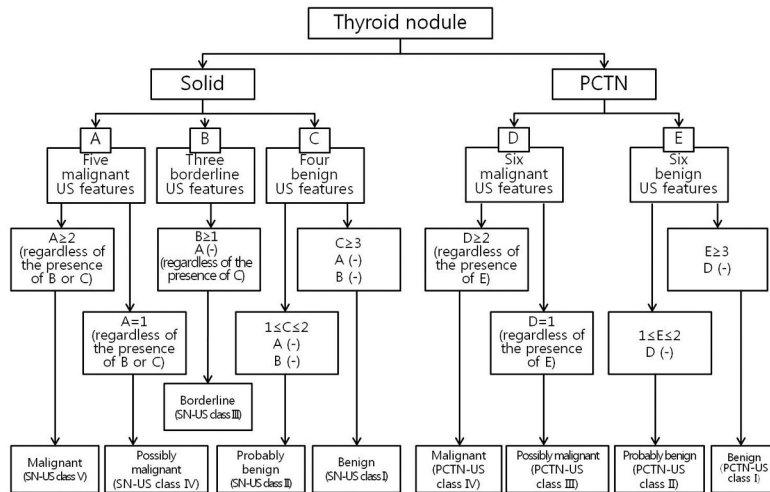 Thyroid nodule
Solid
PCTN
A
B
C
D
E
Five
malignant
US features
Three
borderline
US features
Four
benign
US features
Six
malignant
US features
Six
benign
US features
A≥2
(regardless of
the presence
of B or C)
B≥1
A(-)
(regardless of the
presence of C)
C≥3
A (-)
B (-)
D≥2
(regardless of
the presence
of E)
E≥3
D (-)
A=1
(regardless of
the presence
of B or C)
1≤C≤2
A (-)
B (-)
D=1
(regardless of
the presence of
E)
1≤E≤2
D (-)
Borderline
(SN-US class Ⅲ)
Malignant
(SN-US class Ⅴ)
Possibly
malignant
(SN-US class Ⅳ)
Probably
benign
(SN-US class Ⅱ)
Benign
(SN-US class Ⅰ)
Malignant
(PCTN-US
class Ⅳ)
Possibly malignant
(PCTN-US
class Ⅲ)
Probably benign
(PCTN-US
class Ⅱ)
Benign
(PCTN-US
class Ⅰ)